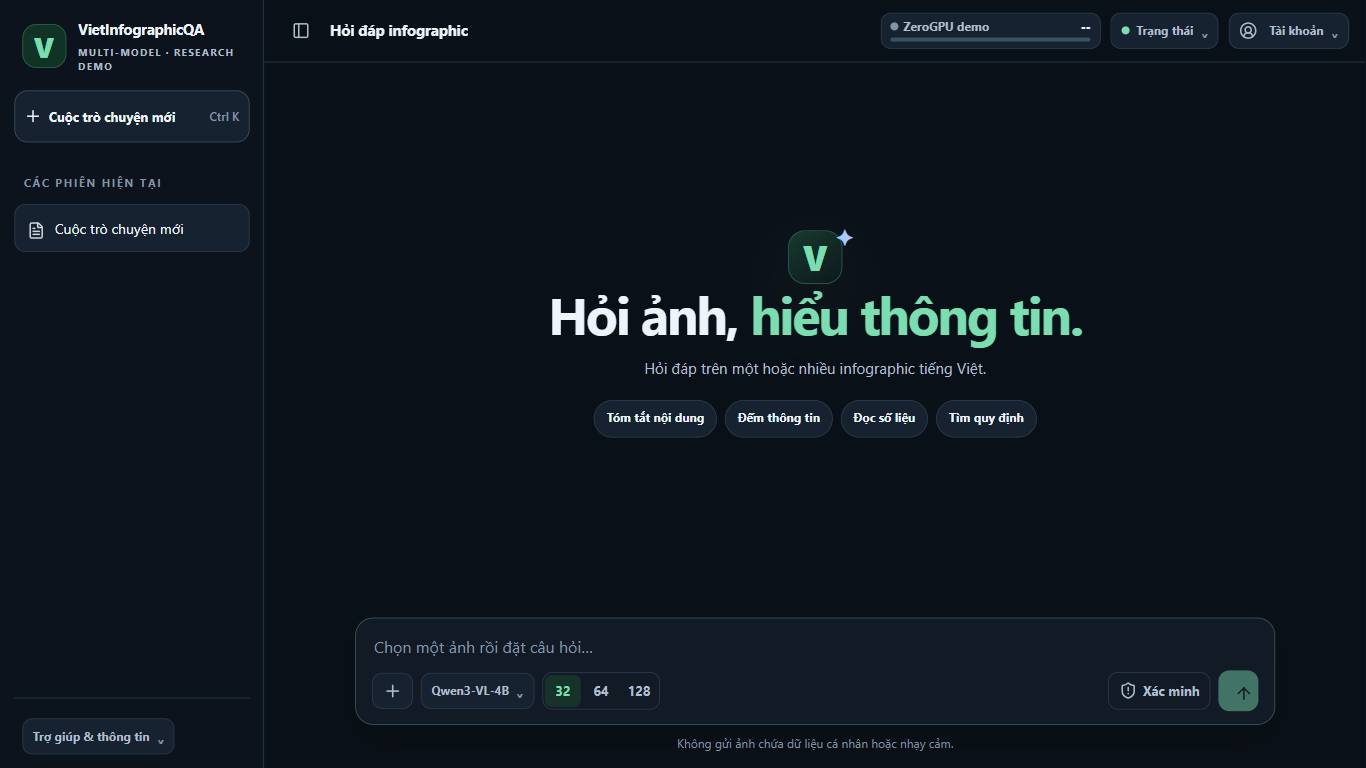 V
VietInfographicQA
MULTI-MODEL · RESEARCH
DEMO
Cuộc trò chuyện mới
Ctrl K
CÁC PHIÊN HIỆN TẠI
Cuộc trò chuyện mới
Trợ giúp & thông tin
Hỏi đáp infographic
ZeroGPU demo
--
Trạng thái
Tài khoản
V
Hỏi ảnh, hiểu thông tin.
Hỏi đáp trên một hoặc nhiều infographic tiếng Việt.
Tóm tắt nội dung
Đếm thông tin
Đọc số liệu
Tìm quy định
Chọn một ảnh rồi đặt câu hỏi...
Qwen3-VL-4B
32 64 128
Xác minh
Không gửi ảnh chứa dữ liệu cá nhân hoặc nhạy cảm.